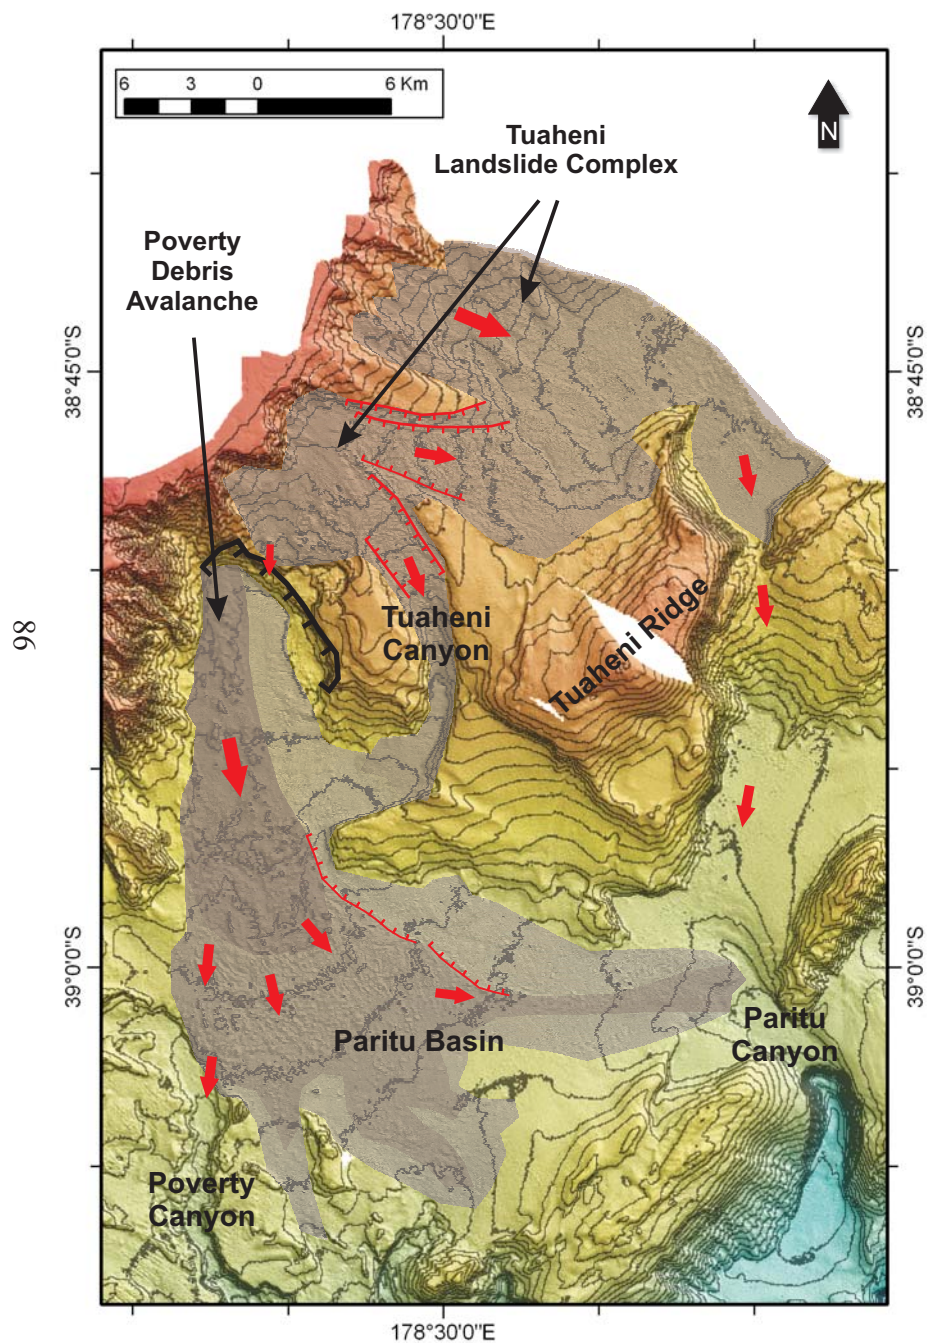 178°30'0"E
6 3 0 6 Km
N
Tuaheni
Landslide Complex
Poverty
Debris
Avalanche
38°45'0"S
38°45'0"S
Tuaheni
Canyon
Tuaheni Ridge
98
39°0'0"S
39°0'0"S
Paritu Basin
Paritu
Canyon
Poverty
Canyon
178°30'0"E